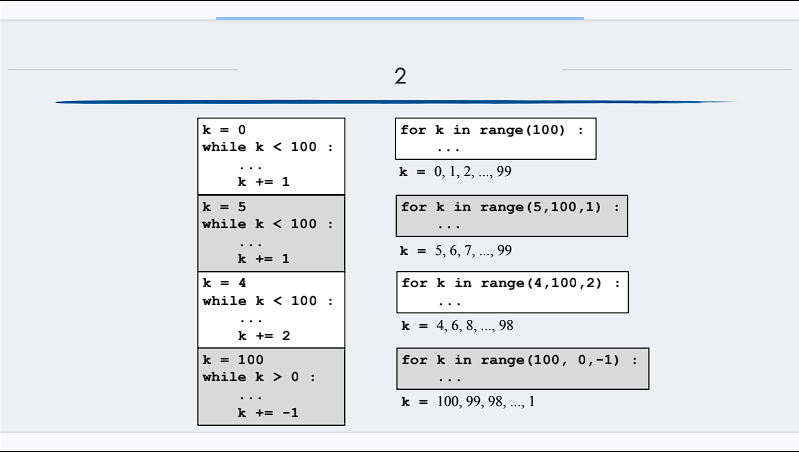 2
k = 0
while k < 100 :
...
k += 1
for k in range(100) :
...
k = 0, 1, 2, ..., 99
k = 5
while k < 100 :
...
k += 1
for k in range(5,100,1) :
...
k = 5, 6, 7, ..., 99
k = 4
while k < 100 :
...
k += 2
for k in range(4,100,2) :
...
k = 4, 6, 8, ..., 98
k = 100
while k > 0 :
...
k += -1
for k in range(100, 0,-1) :
...
k = 100, 99, 98, ..., 1